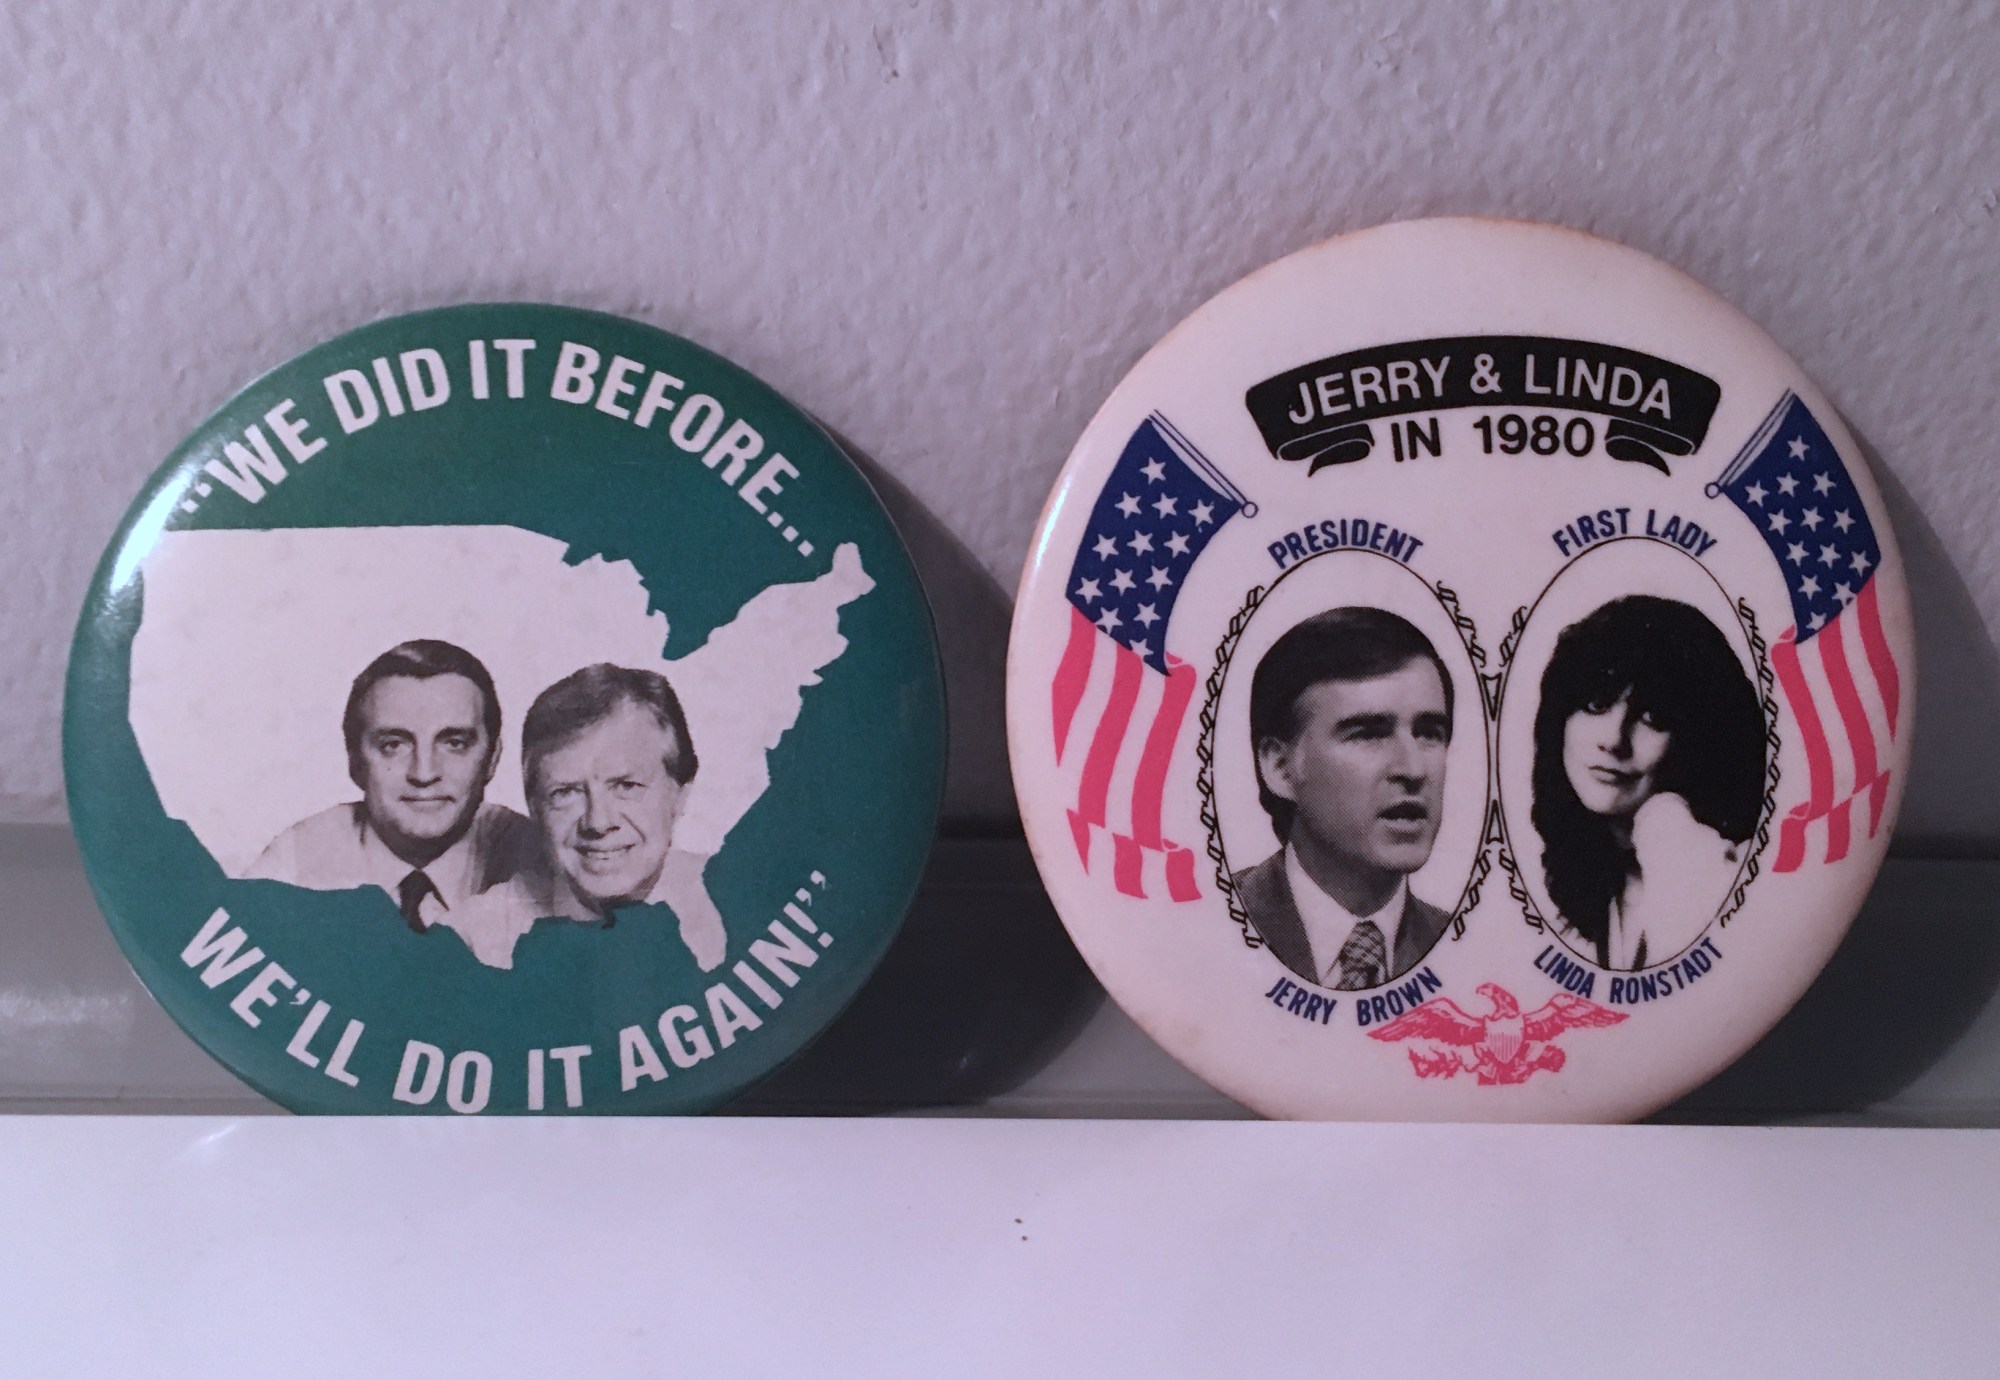 "WE DID IT BEFORE...
WE'LL DO IT AGAIN!"
JERRY & LINDA
IN 1980
PRESIDENT
FIRST LADY
JERRY BROWN
LINDA RONSTADT